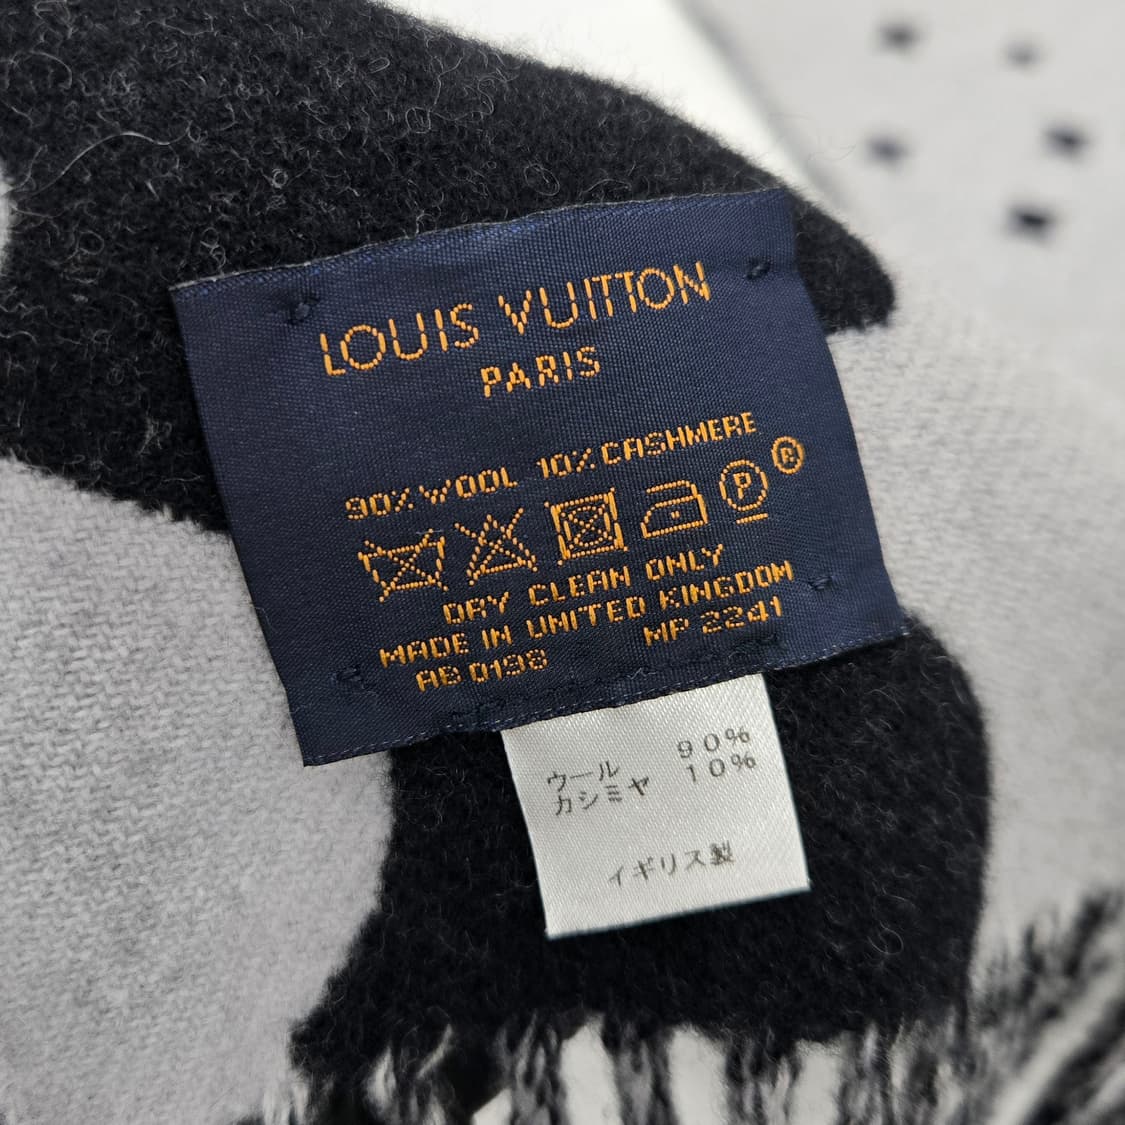 LOUIS VUITTON
PARIS
90% WOOL 10% CASHMERE
P R
DRY CLEAN ONLY
MADE IN UNITED KINGDOM
AB 0198 MP 2241
ウール 90%
カシミヤ 10%
イギリス製